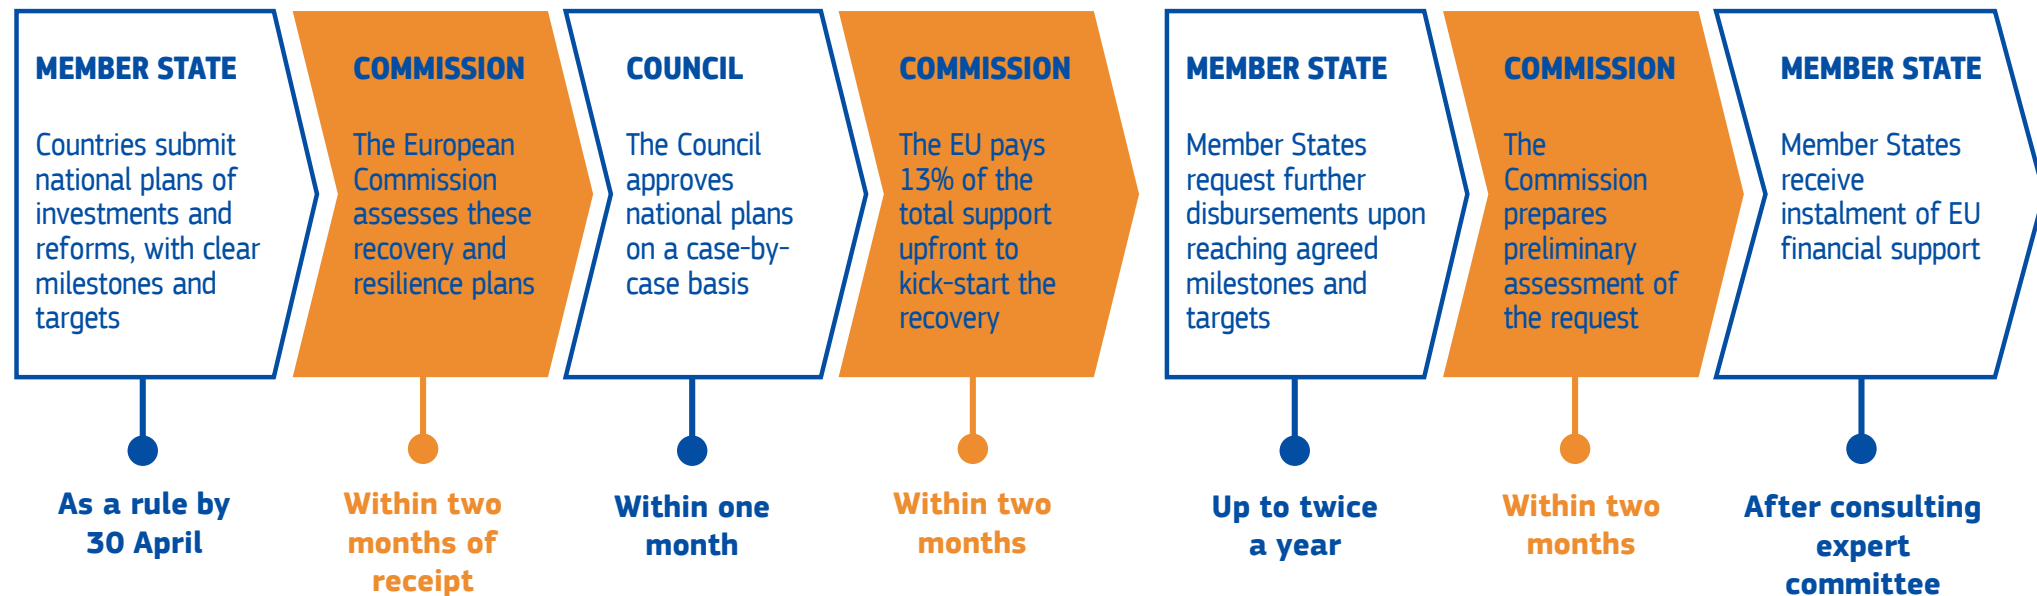 MEMBER STATE
Countries submit
national plans of
investments and
reforms, with clear
milestones and
targets
As a rule by
30 April
COMMISSION
The European
Commission
assesses these
recovery and
resilience plans
Within two
months of
receipt
COUNCIL
The Council
approves
national plans
on a case-by-
case basis
Within one
month
COMMISSION
The EU pays
13% of the
total support
upfront to
kick-start the
recovery
Within two
months
MEMBER STATE
Member States
request further
disbursements upon
reaching agreed
milestones and
targets
Up to twice
a year
COMMISSION
The
Commission
prepares
preliminary
assessment of
the request
Within two
months
MEMBER STATE
Member States
receive
instalment of EU
financial support
After consulting
expert
committee